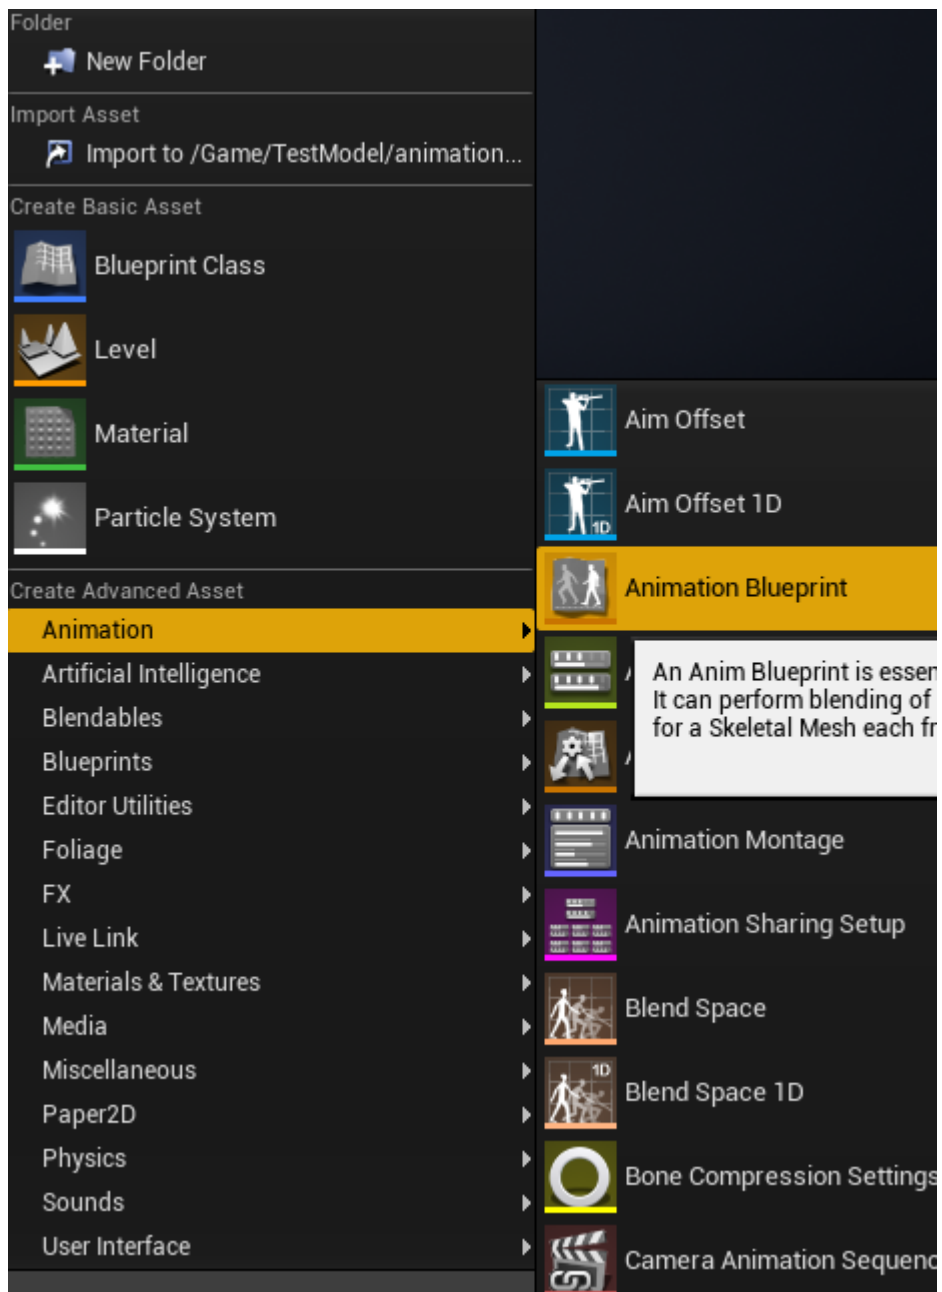 Folder
New Folder
Import Asset
Import to /Game/TestModel/animation...
Create Basic Asset
Blueprint Class
Level
Material
Particle System
Create Advanced Asset
Animation
Artificial Intelligence
Blendables
Blueprints
Editor Utilities
Foliage
FX
Live Link
Materials & Textures
Media
Miscellaneous
Paper2D
Physics
Sounds
User Interface
Aim Offset
1D
Aim Offset 1D
Animation Blueprint
An Anim Blueprint is
It can perform blending of
for a Skeletal Mesh each
Animation Montage
Animation Sharing Setup
Blend Space
1D
Blend Space 1D
Bone Compression Settings
Camera Animation